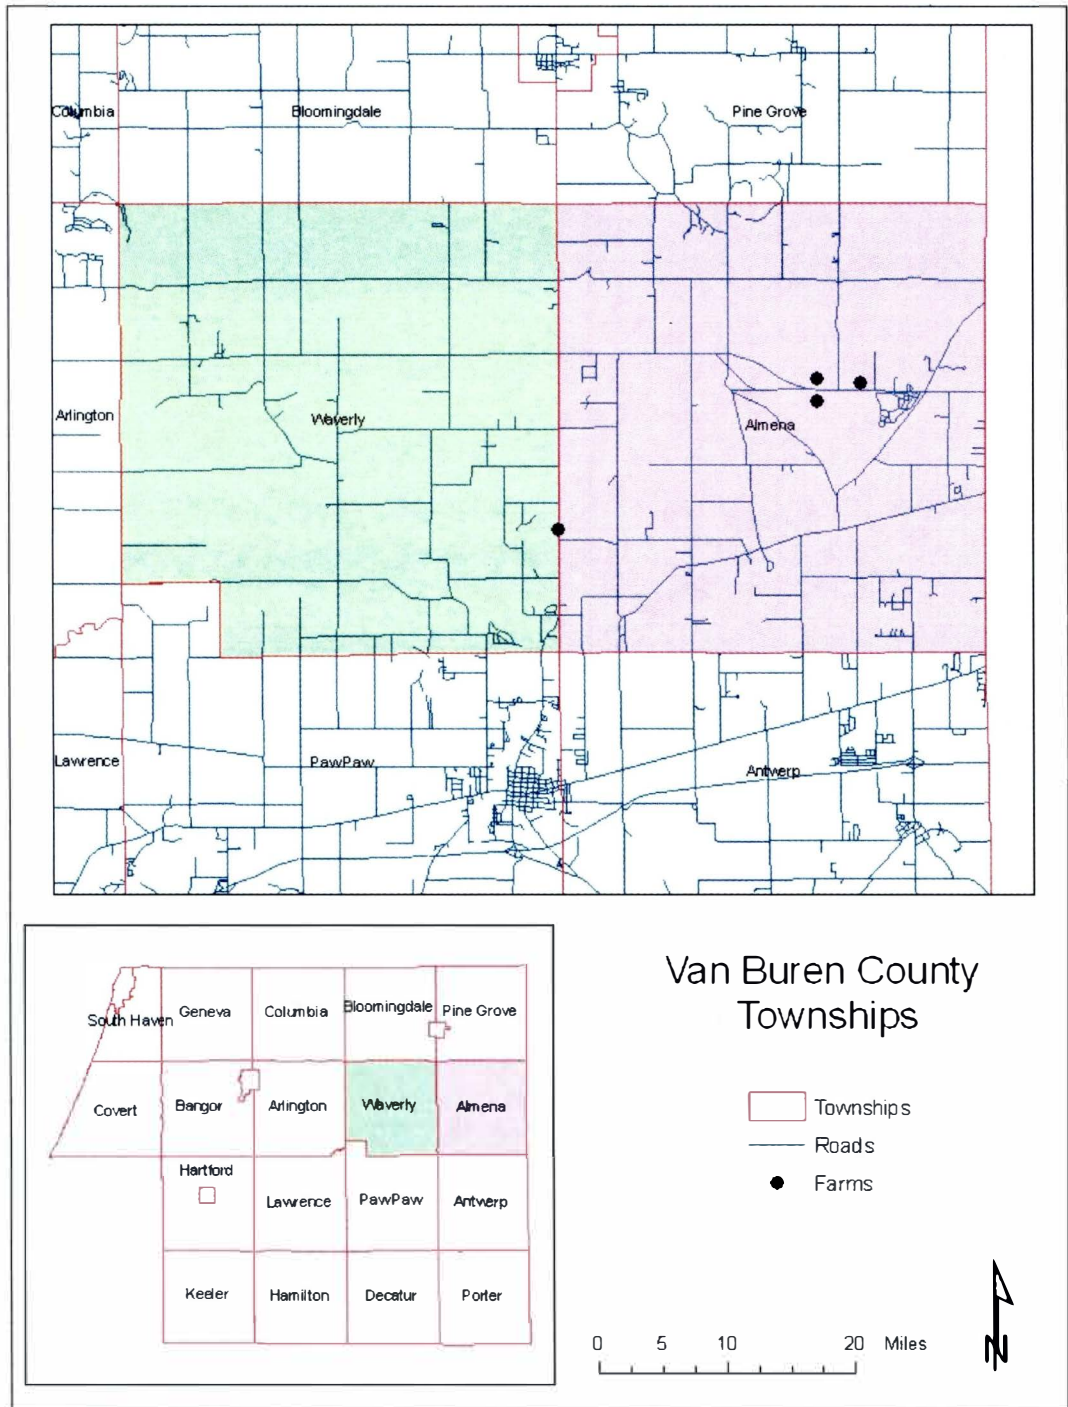 Columbia
Bloomingdale
Pine Grove
Arlington
Waverly
Almena
Lawrence
PawPaw
Antwerp
Van Buren County
Townships
South Haven
Geneva
Columbia
Bloomingdale
Pine Grove
Covert
Bangor
Arlington
Waverly
Almena
Hartford
Lawrence
PawPaw
Antwerp
Keeler
Hamilton
Decatur
Porter
Townships
Roads
Farms
0 5 10 20 Miles
N